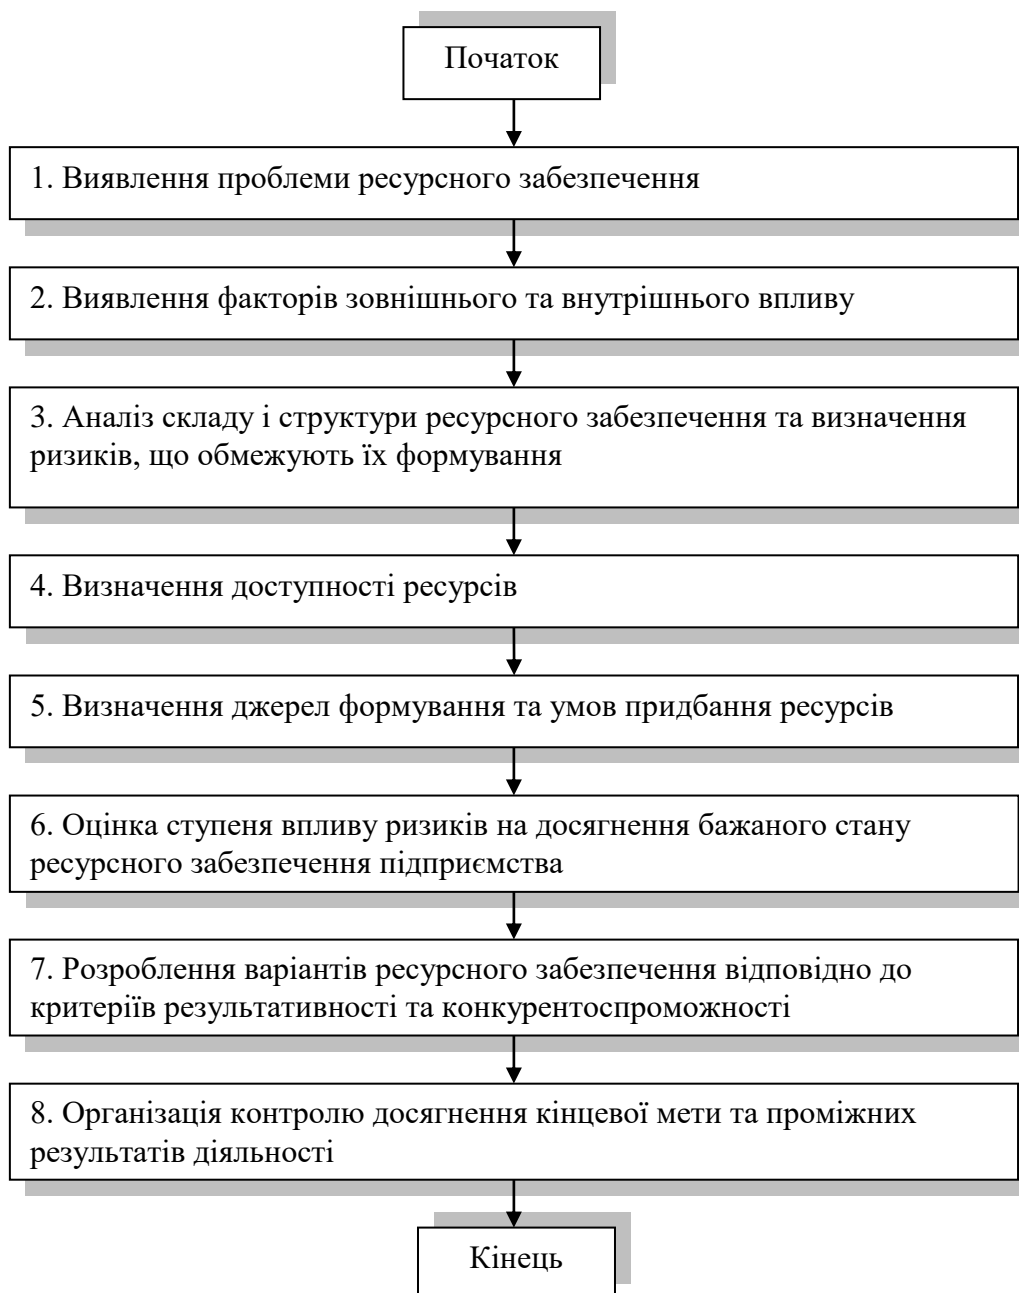 Початок
1. Виявлення проблеми ресурсного забезпечення
2. Виявлення факторів зовнішнього та внутрішнього впливу
3. Аналіз складу і структури ресурсного забезпечення та визначення
ризиків, що обмежують їх формування
4. Визначення доступності ресурсів
5. Визначення джерел формування та умов придбання ресурсів
6. Оцінка ступеня впливу ризиків на досягнення бажаного стану
ресурсного забезпечення підприємства
7. Розроблення варіантів ресурсного забезпечення відповідно до
критеріїв результативності та конкурентоспроможності
8. Організація контролю досягнення кінцевої мети та проміжних
результатів діяльності
Кінець